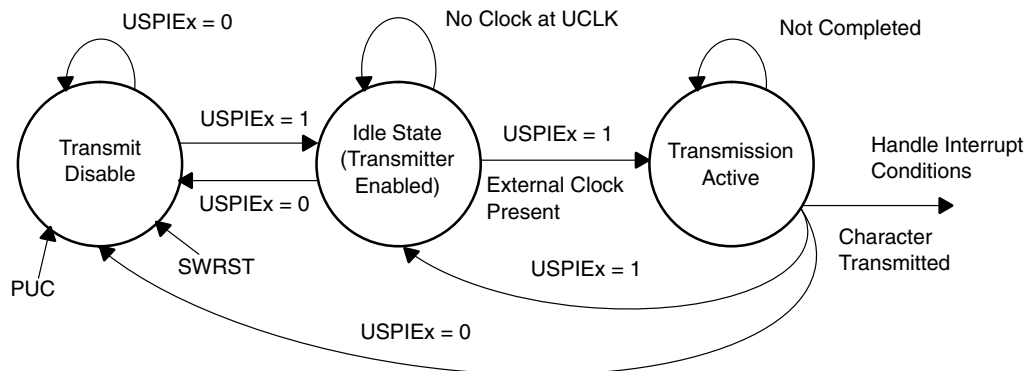 USPIEx = 0
No Clock at UCLK
Not Completed
Transmit
Disable
USPIEx = 1
USPIEx = 0
Idle State
(Transmitter
Enabled)
USPIEx = 1
External Clock
Present
Transmission
Active
Handle Interrupt
Conditions
Character
Transmitted
PUC
SWRST
USPIEx = 1
USPIEx = 0